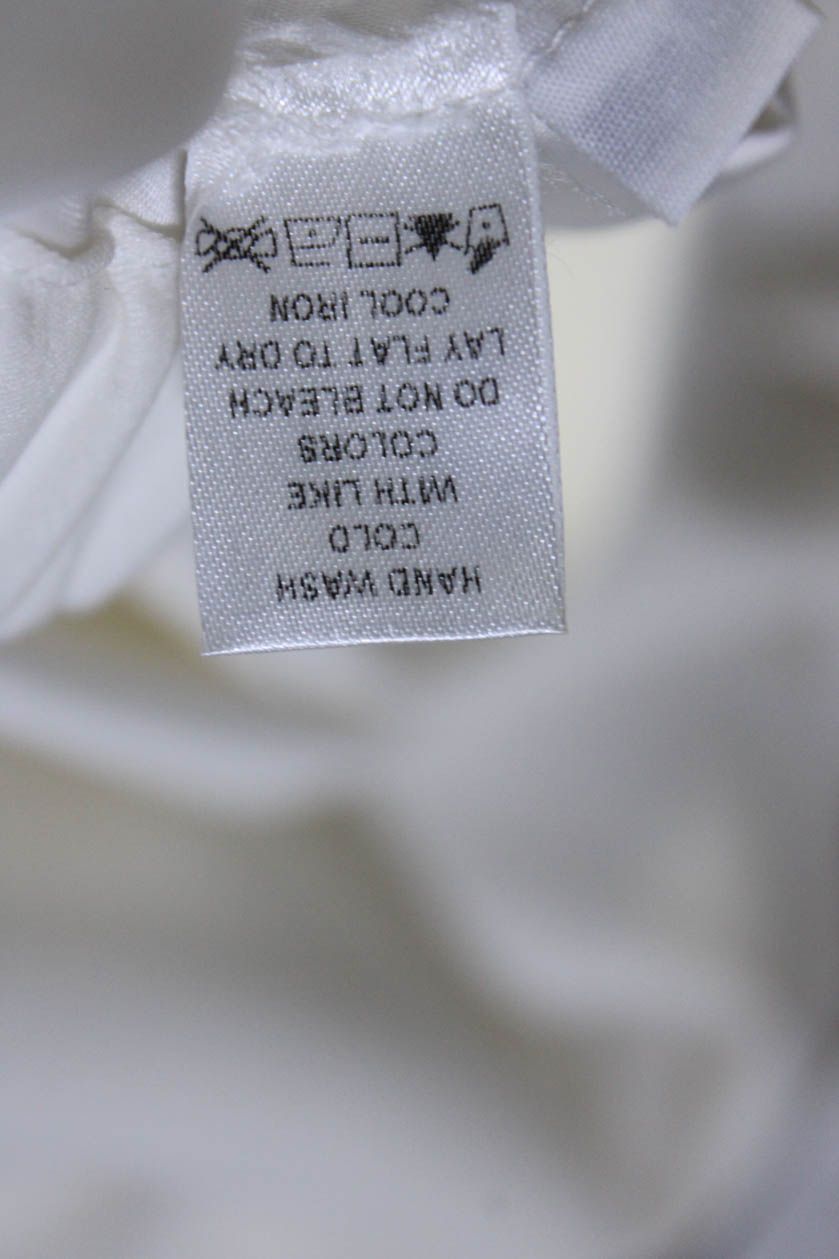 HAND WASH
COLD
WITH LIKE
COLORS
DO NOT BLEACH
LAY FLAT TO DRY
COOL IRON